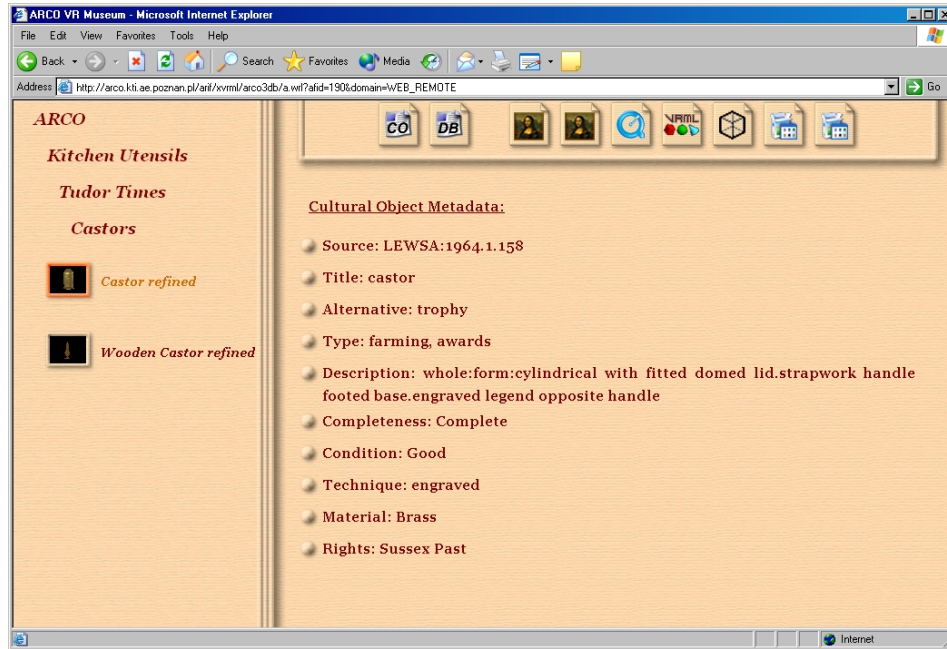 ARCO VR Museum - Microsoft Internet Explorer
File Edit View Favorites Tools Help
Back Search Favorites Media
Address http://arco.kti.ae.poznan.pl/arif/xvrml/arco3db/a.wrl?afid=190&domain=WEB_REMOTE Go
ARCO
Kitchen Utensils
Tudor Times
Castors
Castor refined
Wooden Castor refined
CO DB VRML
Cultural Object Metadata:
Source: LEWSA:1964.1.158
Title: castor
Alternative: trophy
Type: farming, awards
Description: whole:form:cylindrical with fitted domed lid.strapwork handle
footed base.engraved legend opposite handle
Completeness: Complete
Condition: Good
Technique: engraved
Material: Brass
Rights: Sussex Past
Internet